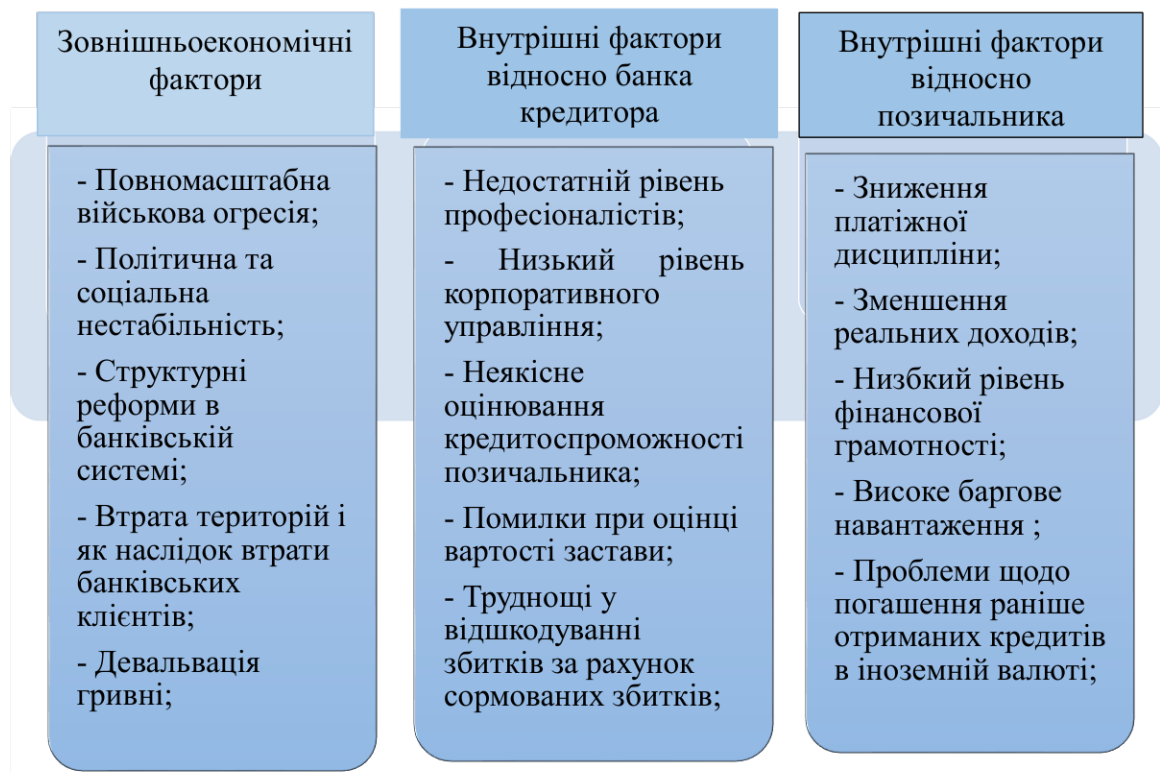 Зовнішньоекономічні
фактори
- Повномасштабна
військова огресія;
- Політична та
соціальна
нестабільність;
- Структурні
реформи в
банківській
системі;
- Втрата територій і
як наслідок втрати
банківських
клієнтів;
- Девальвація
гривні;
Внутрішні фактори
відносно банка
кредитора
- Недостатній рівень
професіоналістів;
- Низький рівень
корпоративного
управління;
- Неякісне
оцінювання
кредитоспроможності
позичальника;
- Помилки при оцінці
вартості застави;
- Труднощі у
відшкодуванні
збитків за рахунок
сормованих збитків;
Внутрішні фактори
відносно
позичальника
- Зниження
платіжної
дисципліни;
- Зменшення
реальних доходів;
- Низбкий рівень
фінансової
грамотності;
- Високе баргове
навантаження ;
- Проблеми щодо
погашення раніше
отриманих кредитів
в іноземній валюті;